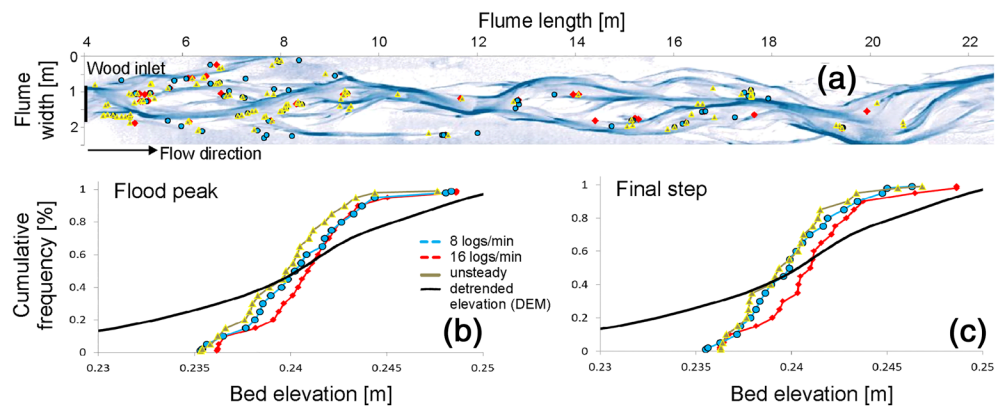 Flume length [m]
4 6 8 10 12 14 16 18 20 22
Flume width [m]
0
1
2
Wood inlet
Flow direction
(a)
Flood peak
Cumulative frequency [%]
1
0.8
0.6
0.4
0.2
0
0.23 0.235 0.24 0.245 0.25
Bed elevation [m]
8 logs/min
16 logs/min
unsteady
detrended
elevation (DEM)
(b)
Final step
1
0.8
0.6
0.4
0.2
0
0.23 0.235 0.24 0.245 0.25
Bed elevation [m]
(c)